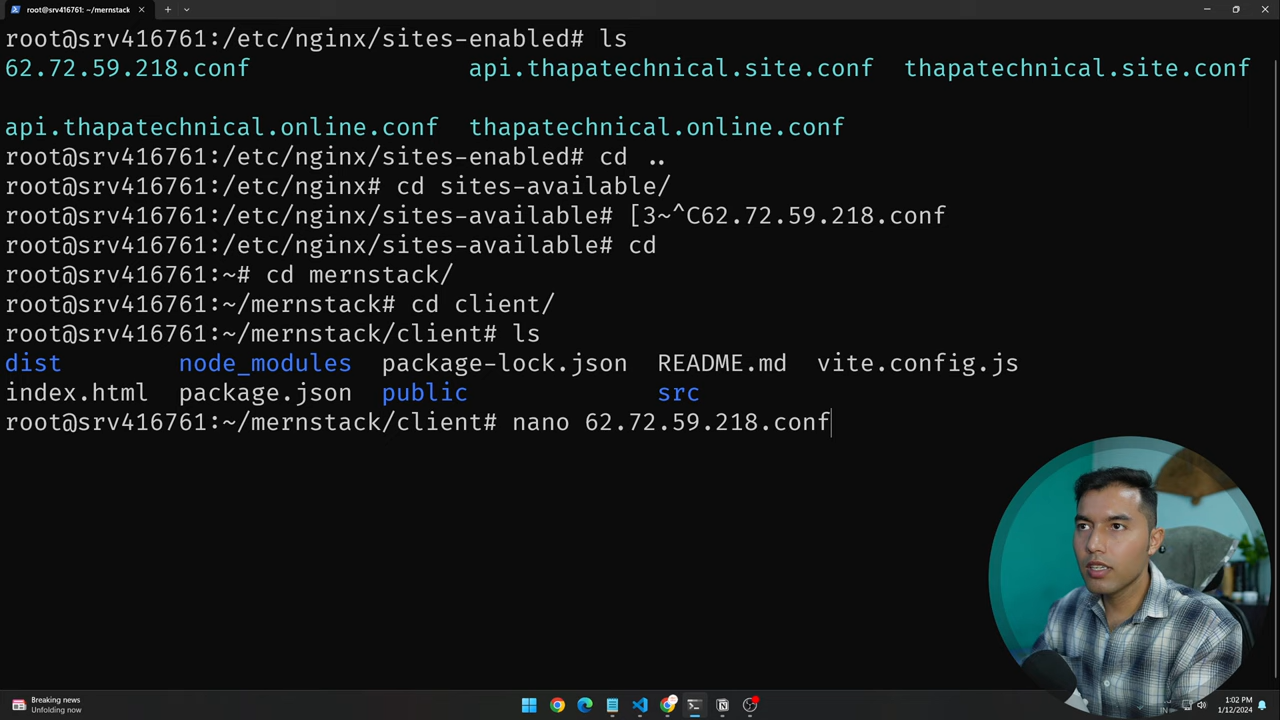 root@srv416761: ~/mernstack
root@srv416761:/etc/nginx/sites-enabled# ls
62.72.59.218.conf api.thapatechnical.site.conf thapatechnical.site.conf
api.thapatechnical.online.conf thapatechnical.online.conf
root@srv416761:/etc/nginx/sites-enabled# cd ..
root@srv416761:/etc/nginx# cd sites-available/
root@srv416761:/etc/nginx/sites-available# [3~^C62.72.59.218.conf
root@srv416761:/etc/nginx/sites-available# cd
root@srv416761:~# cd mernstack/
root@srv416761:~/mernstack# cd client/
root@srv416761:~/mernstack/client# ls
dist node_modules package-lock.json README.md vite.config.js
index.html package.json public src
root@srv416761:~/mernstack/client# nano 62.72.59.218.conf
Breaking news
Unfolding now
IN
1:02 PM
1/12/2024